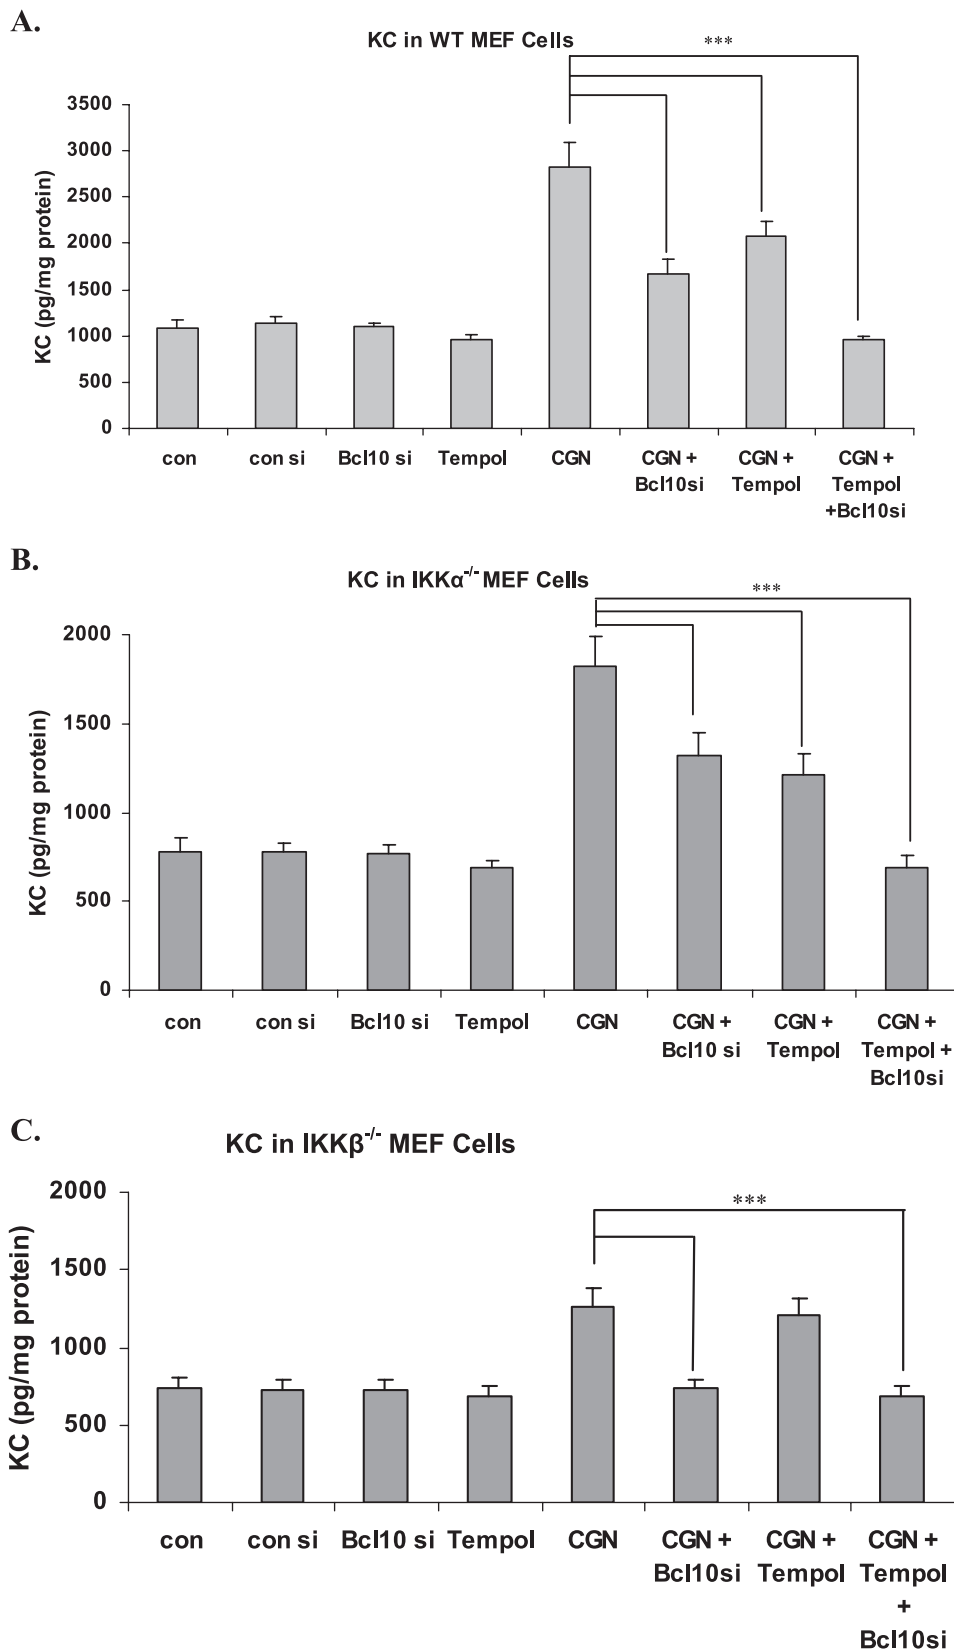 A.
KC in WT MEF Cells
***
KC (pg/mg protein)
3500
3000
2500
2000
1500
1000
500
0
con
con si
Bcl10 si
Tempol
CGN
CGN +
Bcl10si
CGN +
Tempol
CGN +
Tempol
+Bcl10si
B.
KC in IKKα⁻/⁻ MEF Cells
***
KC (pg/mg protein)
2000
1500
1000
500
0
con
con si
Bcl10 si
Tempol
CGN
CGN +
Bcl10 si
CGN +
Tempol
CGN +
Tempol +
Bcl10si
C.
KC in IKKβ⁻/⁻ MEF Cells
***
KC (pg/mg protein)
2000
1500
1000
500
0
con
con si
Bcl10 si
Tempol
CGN
CGN +
Bcl10si
CGN +
Tempol
CGN +
Tempol
+
Bcl10si